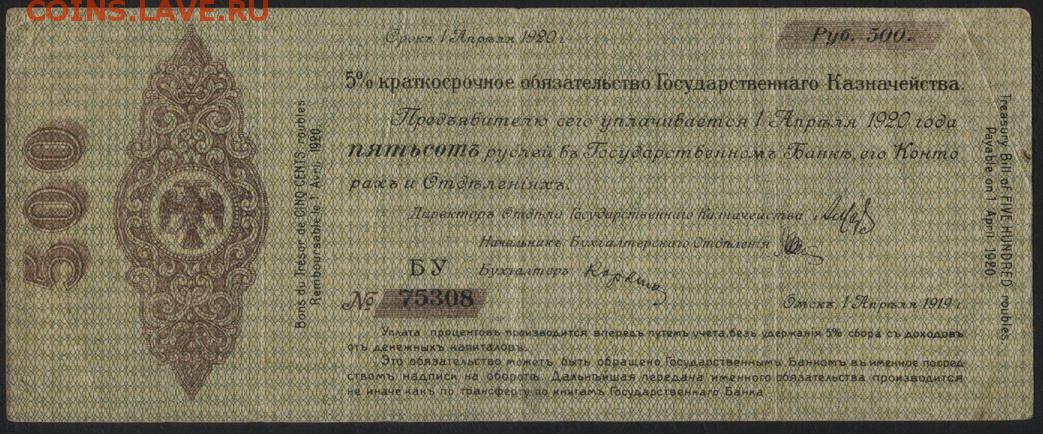 coins.lave.ru
Срокъ 1 Апрѣля 1920 г.
Руб. 500.
5% краткосрочное обязательство Государственнаго Казначейства.
Предъявителю сего уплачивается 1 Апрѣля 1920 года
пятьсотъ рублей въ Государственномъ Банкѣ, его Конто
рахъ и Отдѣленіяхъ.
Директоръ Отдѣла Государственнаго Казначейства
Начальникъ Бухгалтерскаго Отдѣленія
БУ
Бухгалтеръ
№ 75308
Омскъ, 1 Апрѣля 1919 г.
Уплата процентовъ производится впередъ путемъ учета, безъ удержанія 5% сбора съ доходовъ
отъ денежныхъ капиталовъ.
Это обязательство можетъ быть обращено Государственнымъ Банкомъ въ именное посред
ствомъ надписи на оборотѣ. Дальнѣйшая передача именного обязательства производится
не иначе какъ по трансферту по книгамъ Государственнаго Банка
500
Bons du Trésor de CINQ CENTS roubles
Remboursable le 1 Avril 1920.
Treasury Bill of FIVE HUNDRED roubles
Payable on 1 April 1920.